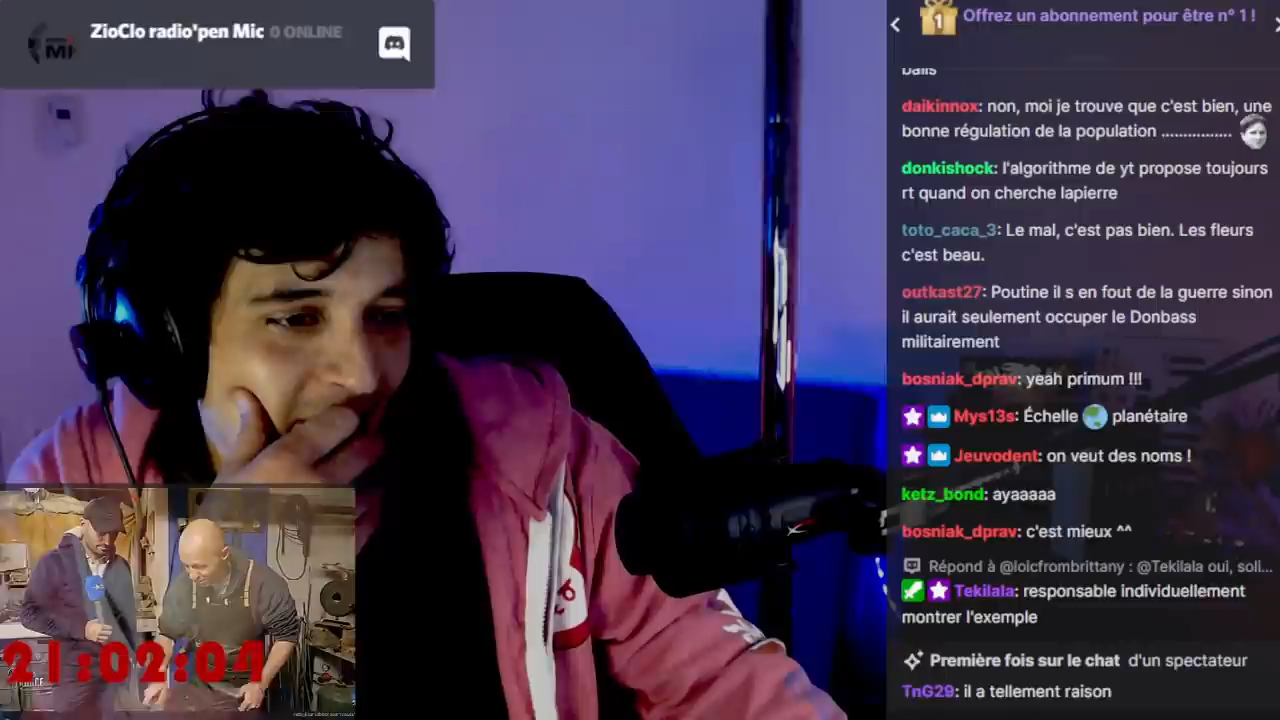 ZioClo radio'pen Mic 0 ONLINE
MI
1 Offrez un abonnement pour être n° 1 !
daikinnox: non, moi je trouve que c'est bien, une
bonne régulation de la population ................
donkishock: l'algorithme de yt propose toujours
rt quand on cherche lapierre
toto_caca_3: Le mal, c'est pas bien. Les fleurs
c'est beau.
outkast27: Poutine il s en fout de la guerre sinon
il aurait seulement occuper le Donbass
militairement
bosniak_dprav: yeah primum !!!
Mys13s: Échelle planétaire
Jeuvodent: on veut des noms !
ketz_bond: ayaaaaa
bosniak_dprav: c'est mieux ^^
Répond à @loicfrombrittany : @Tekilala oui, soli...
Tekilala: responsable individuellement
montrer l'exemple
Première fois sur le chat d'un spectateur
TnG29: il a tellement raison
21:02:04